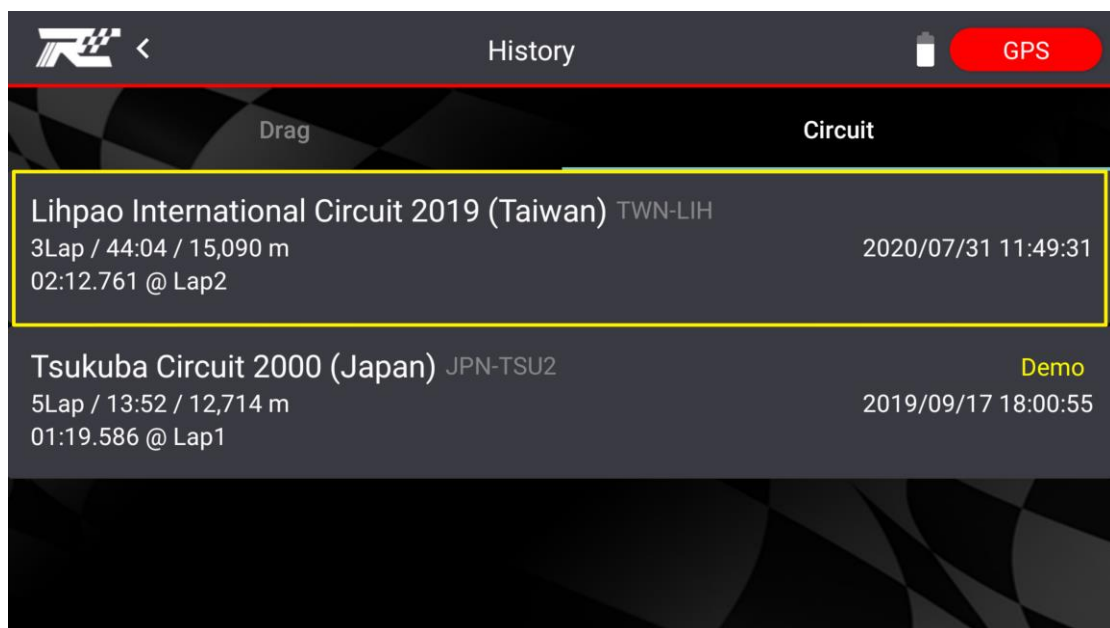 History
GPS
Drag
Circuit
Lihpao International Circuit 2019 (Taiwan) TWN-LIH
3Lap / 44:04 / 15,090 m
2020/07/31 11:49:31
02:12.761 @ Lap2
Tsukuba Circuit 2000 (Japan) JPN-TSU2
Demo
5Lap / 13:52 / 12,714 m
2019/09/17 18:00:55
01:19.586 @ Lap1